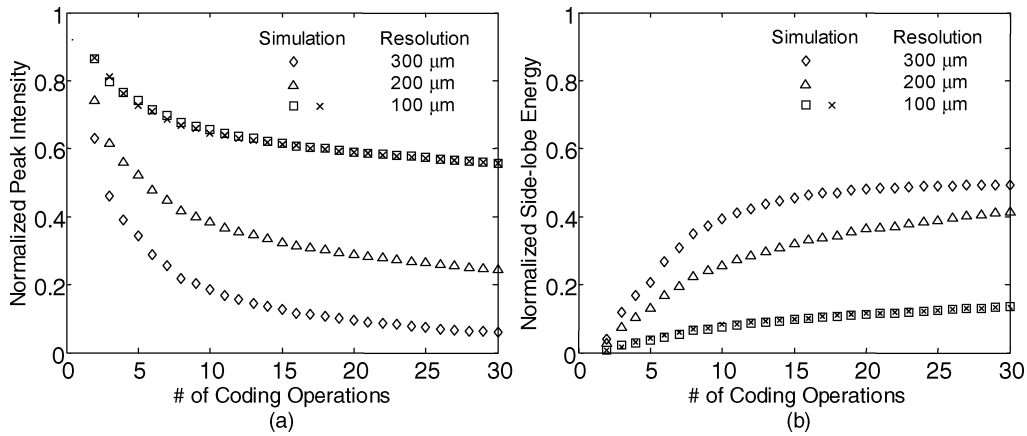 1
0.8
0.6
0.4
0.2
0
0 5 10 15 20 25 30
Normalized Peak Intensity
Simulation Resolution
300 μm
200 μm
100 μm
# of Coding Operations
(a)
1
0.8
0.6
0.4
0.2
0
0 5 10 15 20 25 30
Normalized Side-lobe Energy
Simulation Resolution
300 μm
200 μm
100 μm
# of Coding Operations
(b)